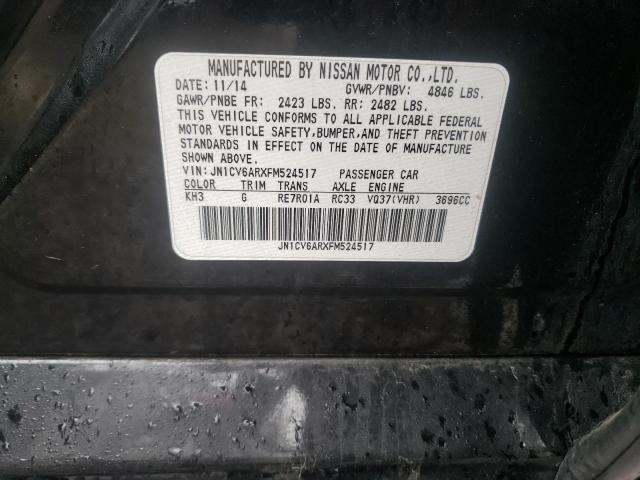 MANUFACTURED BY NISSAN MOTOR CO.,LTD.
DATE: 11/14 GVWR/PNBV: 4846 LBS.
GAWR/PNBE FR: 2423 LBS. RR: 2482 LBS.
THIS VEHICLE CONFORMS TO ALL APPLICABLE FEDERAL
MOTOR VEHICLE SAFETY,BUMPER,AND THEFT PREVENTION
STANDARDS IN EFFECT ON THE DATE OF MANUFACTURE
SHOWN ABOVE.
VIN: JN1CV6ARXFM524517 PASSENGER CAR
COLOR TRIM TRANS AXLE ENGINE
KH3 G RE7R01A RC33 VQ37(VHR) 3696CC
JN1CV6ARXFM524517